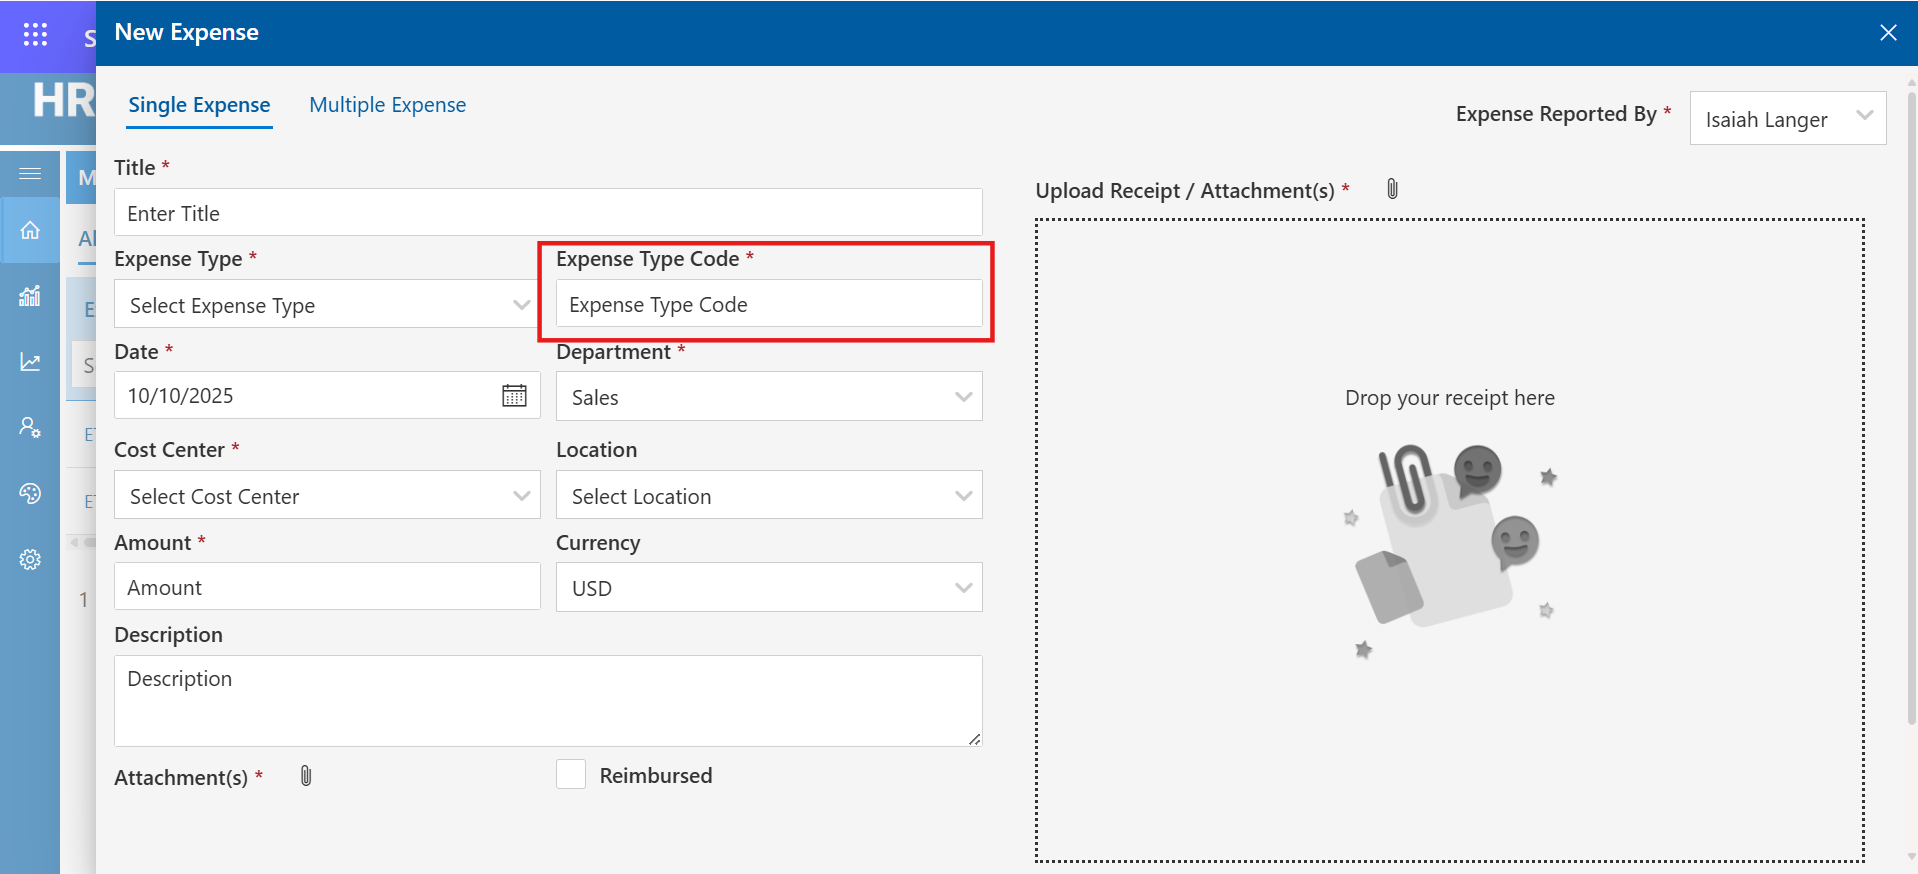 S
New Expense
HR
Single Expense
Multiple Expense
Expense Reported By *
Isaiah Langer
M
Title *
Enter Title
Upload Receipt / Attachment(s) *
Al
Expense Type *
Select Expense Type
Expense Type Code *
Expense Type Code
E
S
Date *
10/10/2025
Department *
Sales
Drop your receipt here
Cost Center *
Select Cost Center
Location
Select Location
Amount *
Amount
Currency
USD
1
Description
Description
Attachment(s) *
Reimbursed